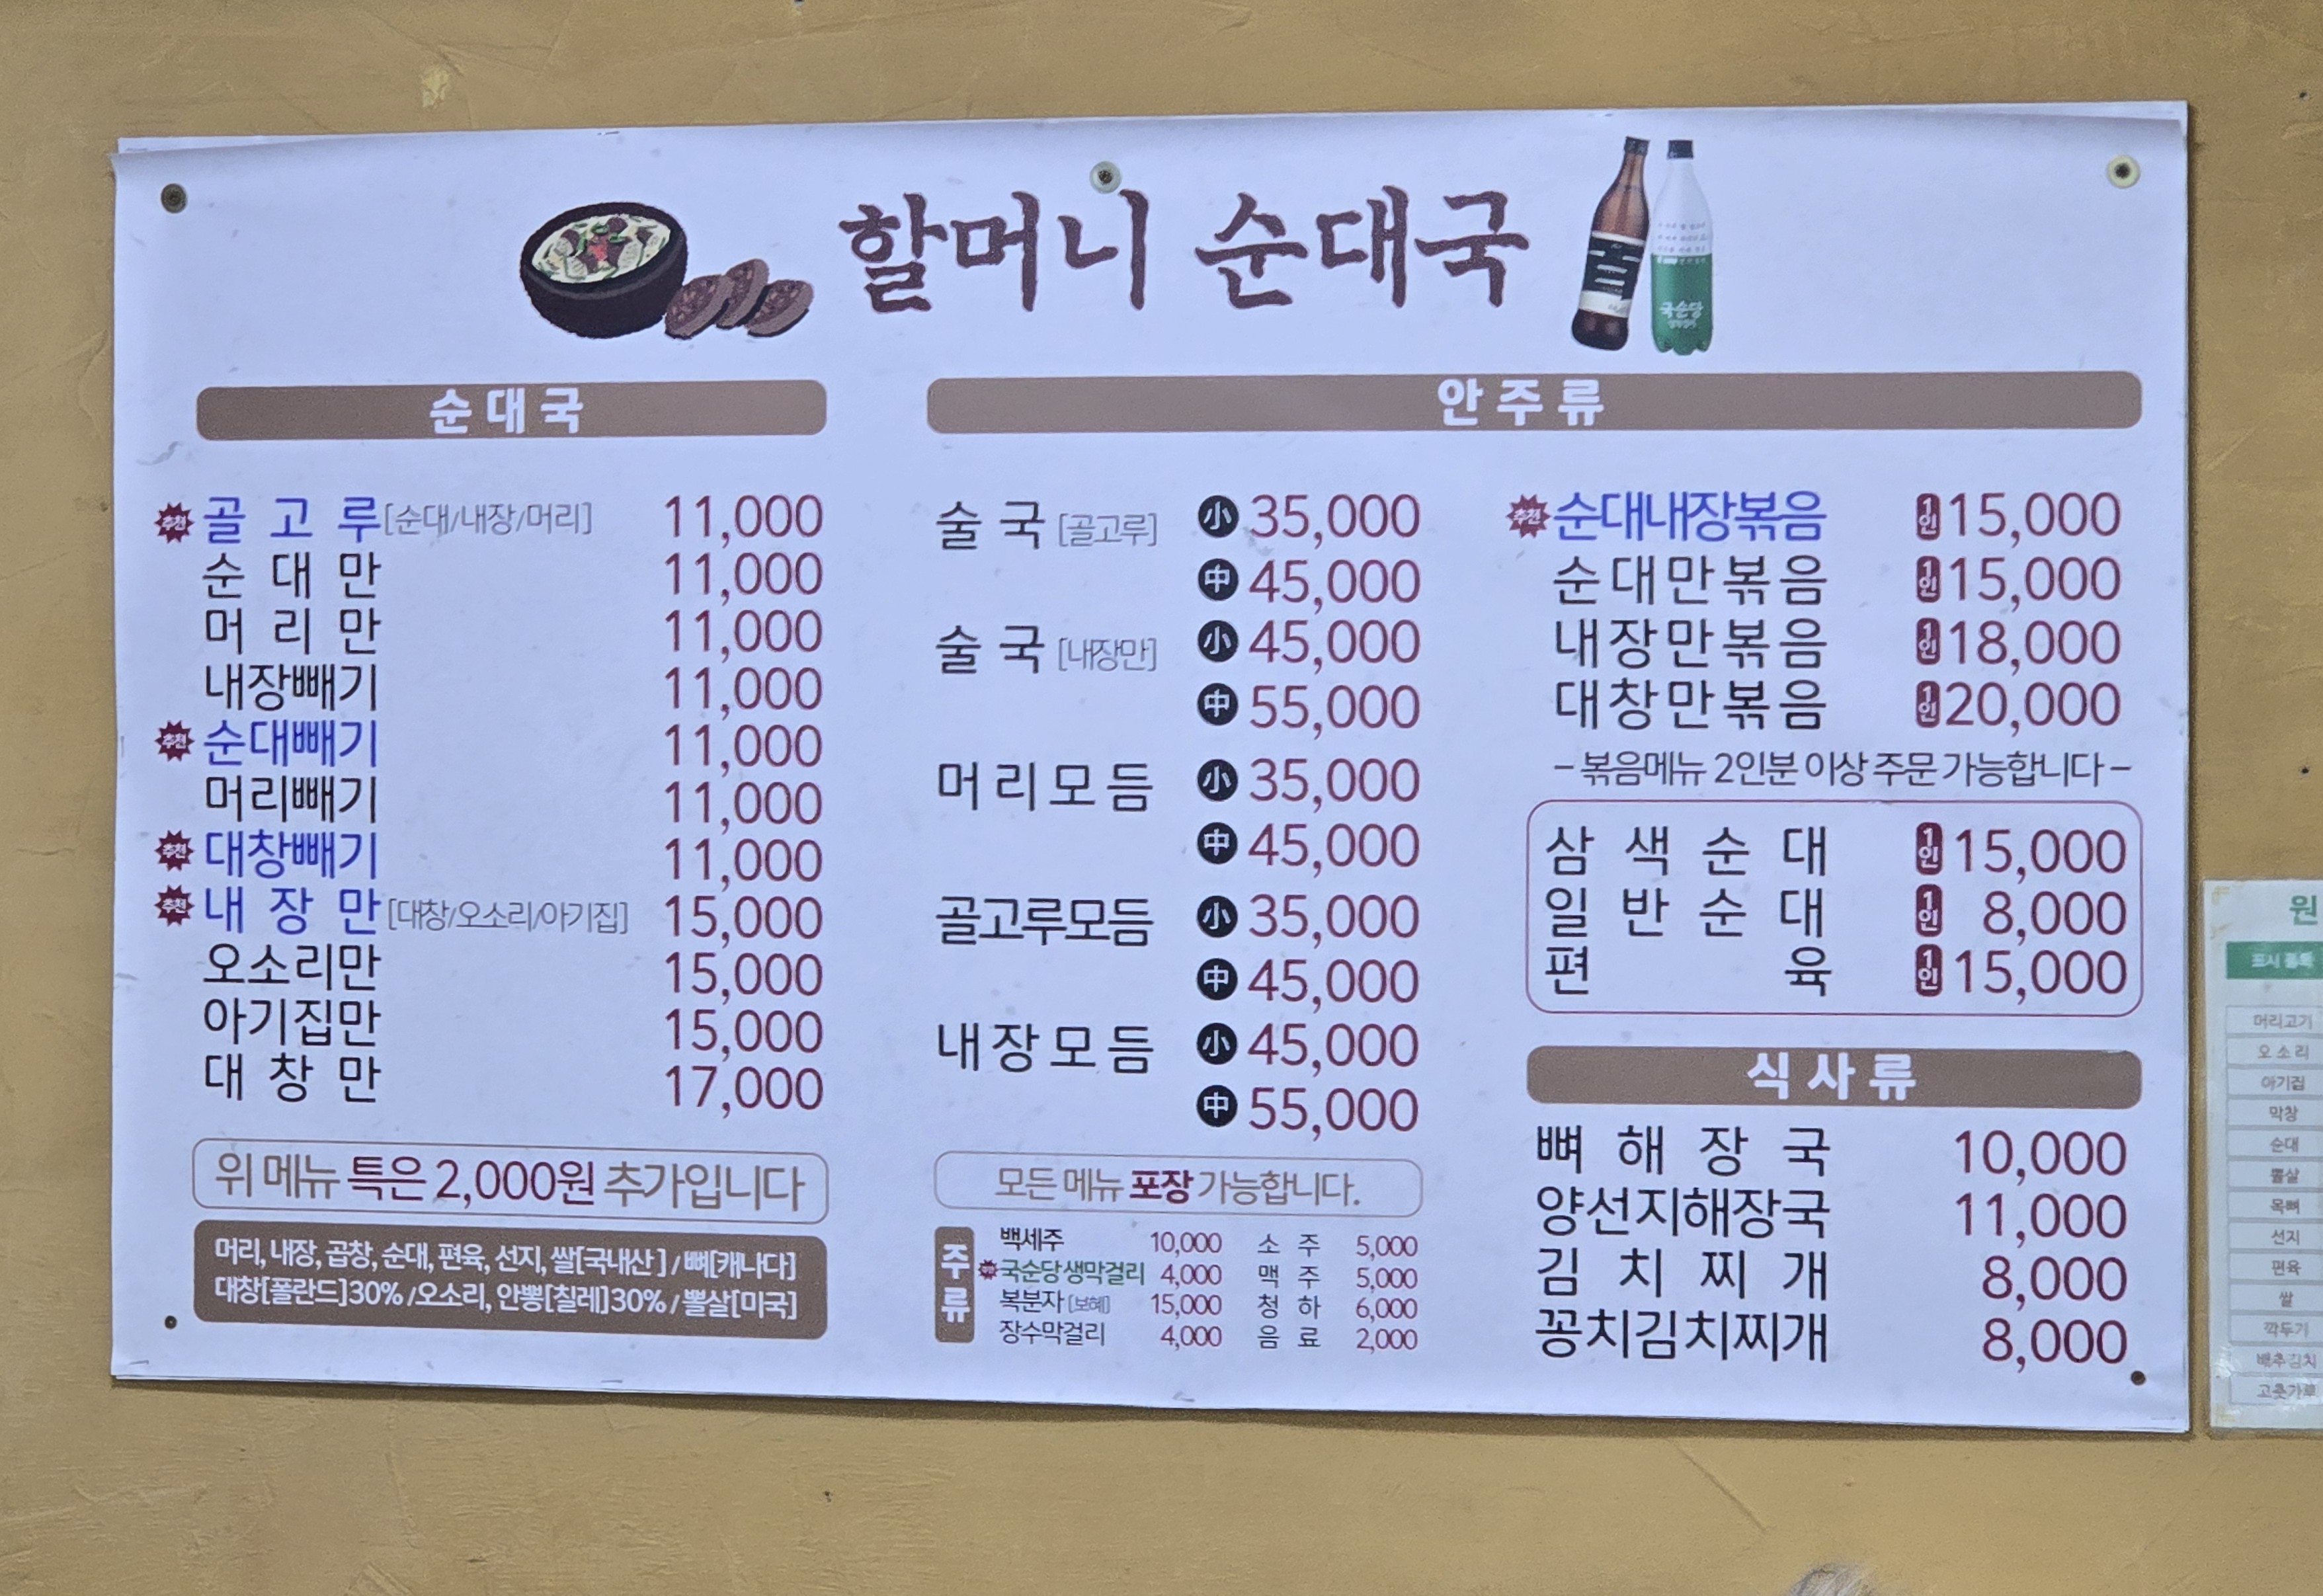 할머니 순대국
국순당
순대국
추천 골고루[순대/내장/머리] 11,000
순대만 11,000
머리만 11,000
내장빼기 11,000
추천 순대빼기 11,000
머리빼기 11,000
추천 대창빼기 11,000
추천 내장만[대창/오소리/아기집] 15,000
오소리만 15,000
아기집만 15,000
대창만 17,000
위 메뉴 특은 2,000원 추가입니다
머리, 내장, 곱창, 순대, 편육, 선지, 쌀[국내산] / 뼈[캐나다]
대창[폴란드]30% / 오소리, 안뽕[칠레]30% / 뽈살[미국]
안주류
술국 [골고루] 小 35,000
中 45,000
술국 [내장만] 小 45,000
中 55,000
머리모듬 小 35,000
中 45,000
골고루모듬 小 35,000
中 45,000
내장모듬 小 45,000
中 55,000
모든 메뉴 포장 가능합니다.
주류
백세주 10,000 소주 5,000
국순당생막걸리 4,000 맥주 5,000
복분자 [보해] 15,000 청하 6,000
장수막걸리 4,000 음료 2,000
추천 순대내장볶음 1인 15,000
순대만볶음 1인 15,000
내장만볶음 1인 18,000
대창만볶음 1인 20,000
- 볶음메뉴 2인분 이상 주문 가능합니다 -
삼색순대 1인 15,000
일반순대 1인 8,000
편육 1인 15,000
식사류
뼈해장국 10,000
양선지해장국 11,000
김치찌개 8,000
꽁치김치찌개 8,000
원
표시 품목
머리고기
오소리
아기집
막창
순대
뽈살
목뼈
선지
편육
쌀
깍두기
배추김치
고춧가루